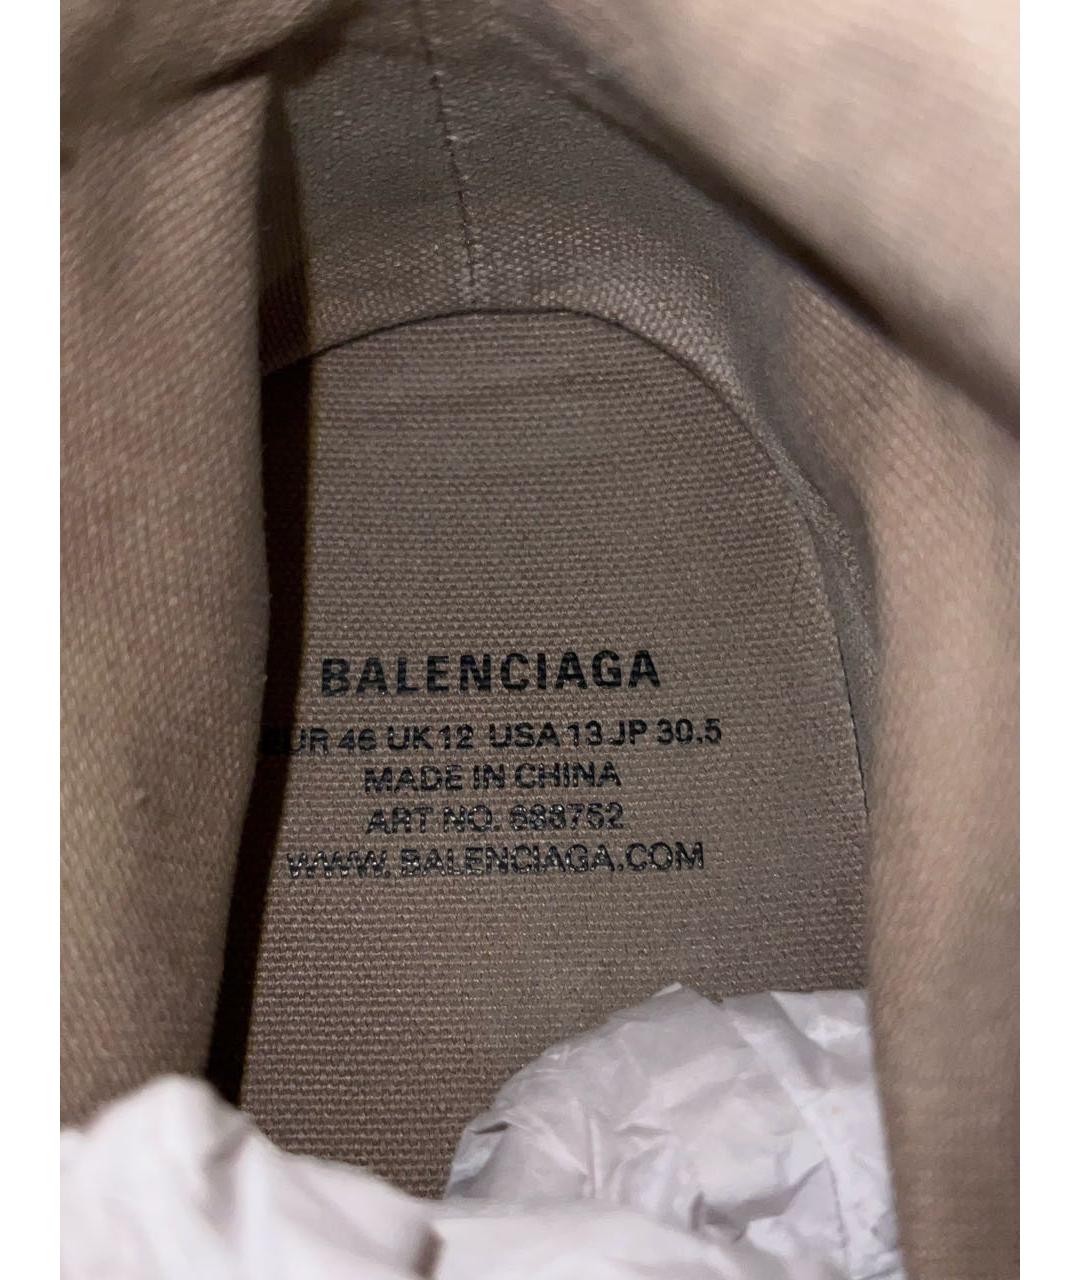 BALENCIAGA
EUR 46 UK 12 USA 13 JP 30.5
MADE IN CHINA
ART NO. 688752
WWW. BALENCIAGA.COM